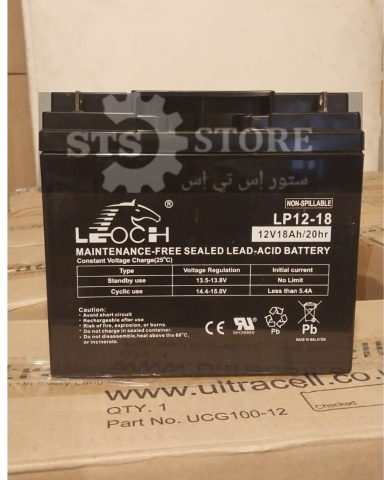 STS STORE
ستور إس تي إس
LEOCH®
NON-SPILLABLE
LP12-18
12V18Ah/20hr
MAINTENANCE-FREE SEALED LEAD-ACID BATTERY
Constant Voltage Charge(25°C)
Type Voltage Regulation Initial Current
Standby use 13.5-13.8V No Limit
Cyclic use 14.4-15.0V Less than 5.4A
Caution:
Avoid short circuit
Rechargeable after use
Risk of fire, explosion, or burns.
Do not charge in sealed container.
Do not disassemble,heat above the 60°C, or incinerate.
CE
Pb
Pb
MADE IN MALAYSIA
www.ultracell.co.u
QTY. 1
Part No. UCG100-12
Checked